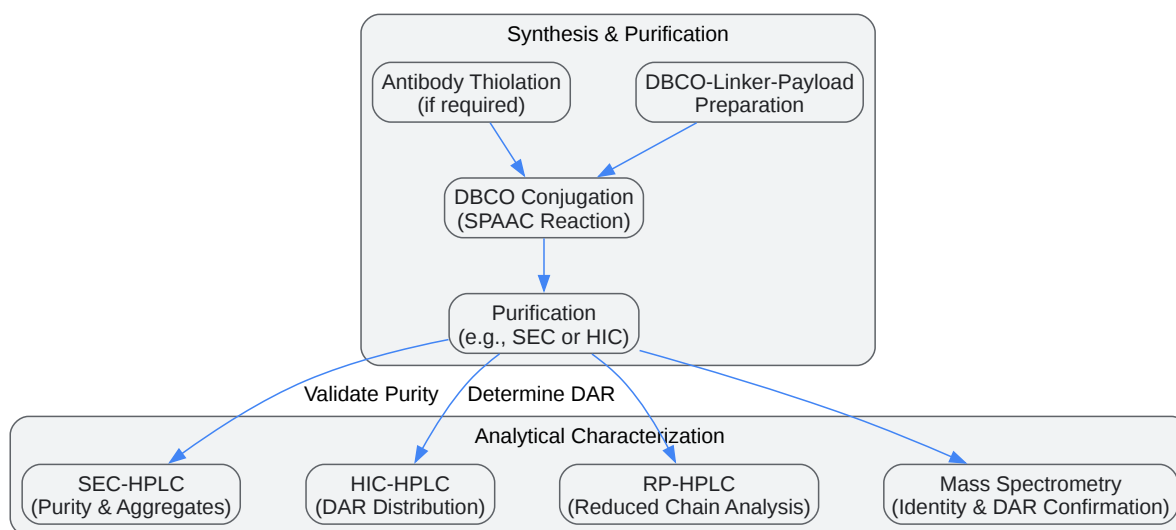 Synthesis & Purification
Antibody Thiolation
(if required)
DBCO-Linker-Payload
Preparation
DBCO Conjugation
(SPAAC Reaction)
Purification
(e.g., SEC or HIC)
Validate Purity
Determine DAR
Analytical Characterization
SEC-HPLC
(Purity & Aggregates)
HIC-HPLC
(DAR Distribution)
RP-HPLC
(Reduced Chain Analysis)
Mass Spectrometry
(Identity & DAR Confirmation)